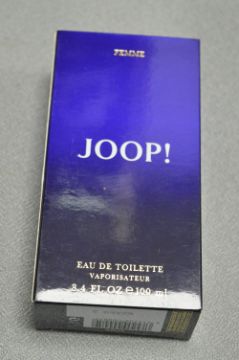 FEMME
JOOP!
EAU DE TOILETTE
VAPORISATEUR
3.4 FL OZ e 100 ml